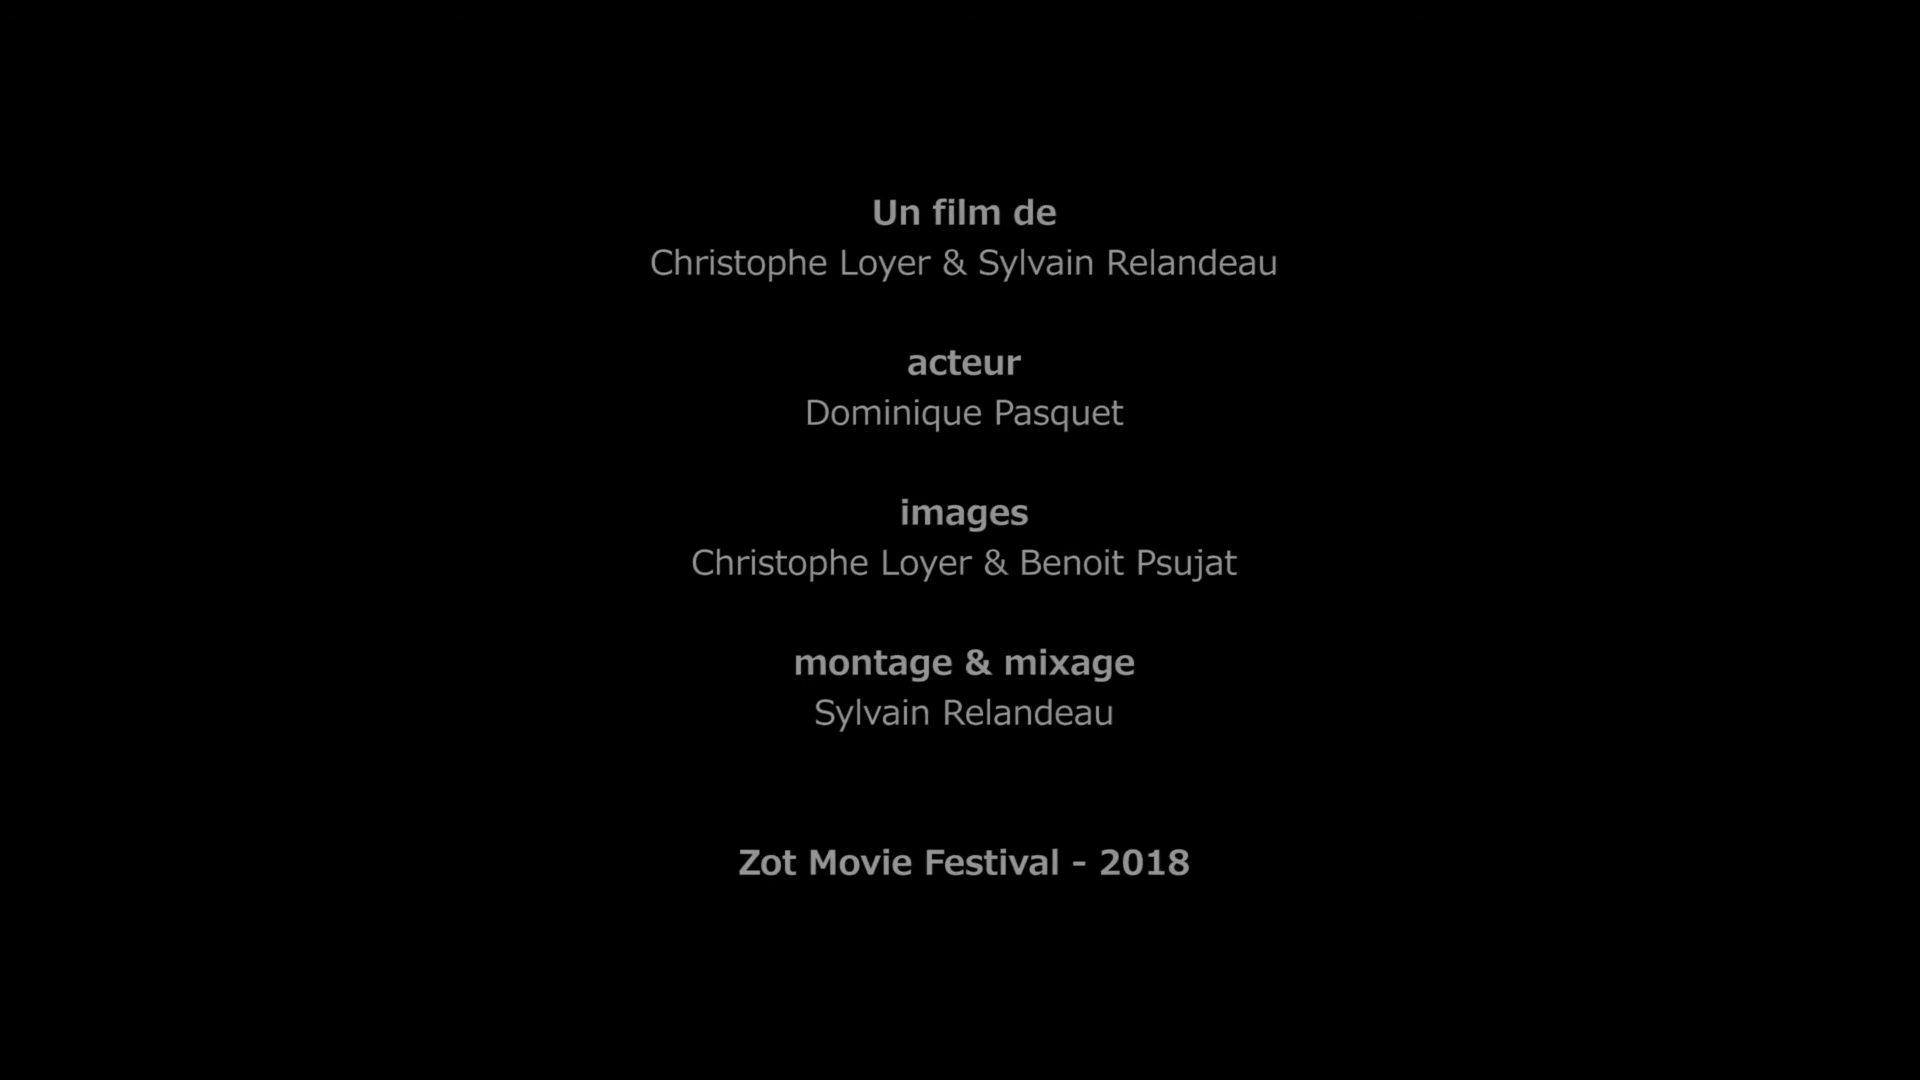 Un film de
Christophe Loyer & Sylvain Relandeau
acteur
Dominique Pasquet
images
Christophe Loyer & Benoit Psujat
montage & mixage
Sylvain Relandeau
Zot Movie Festival - 2018